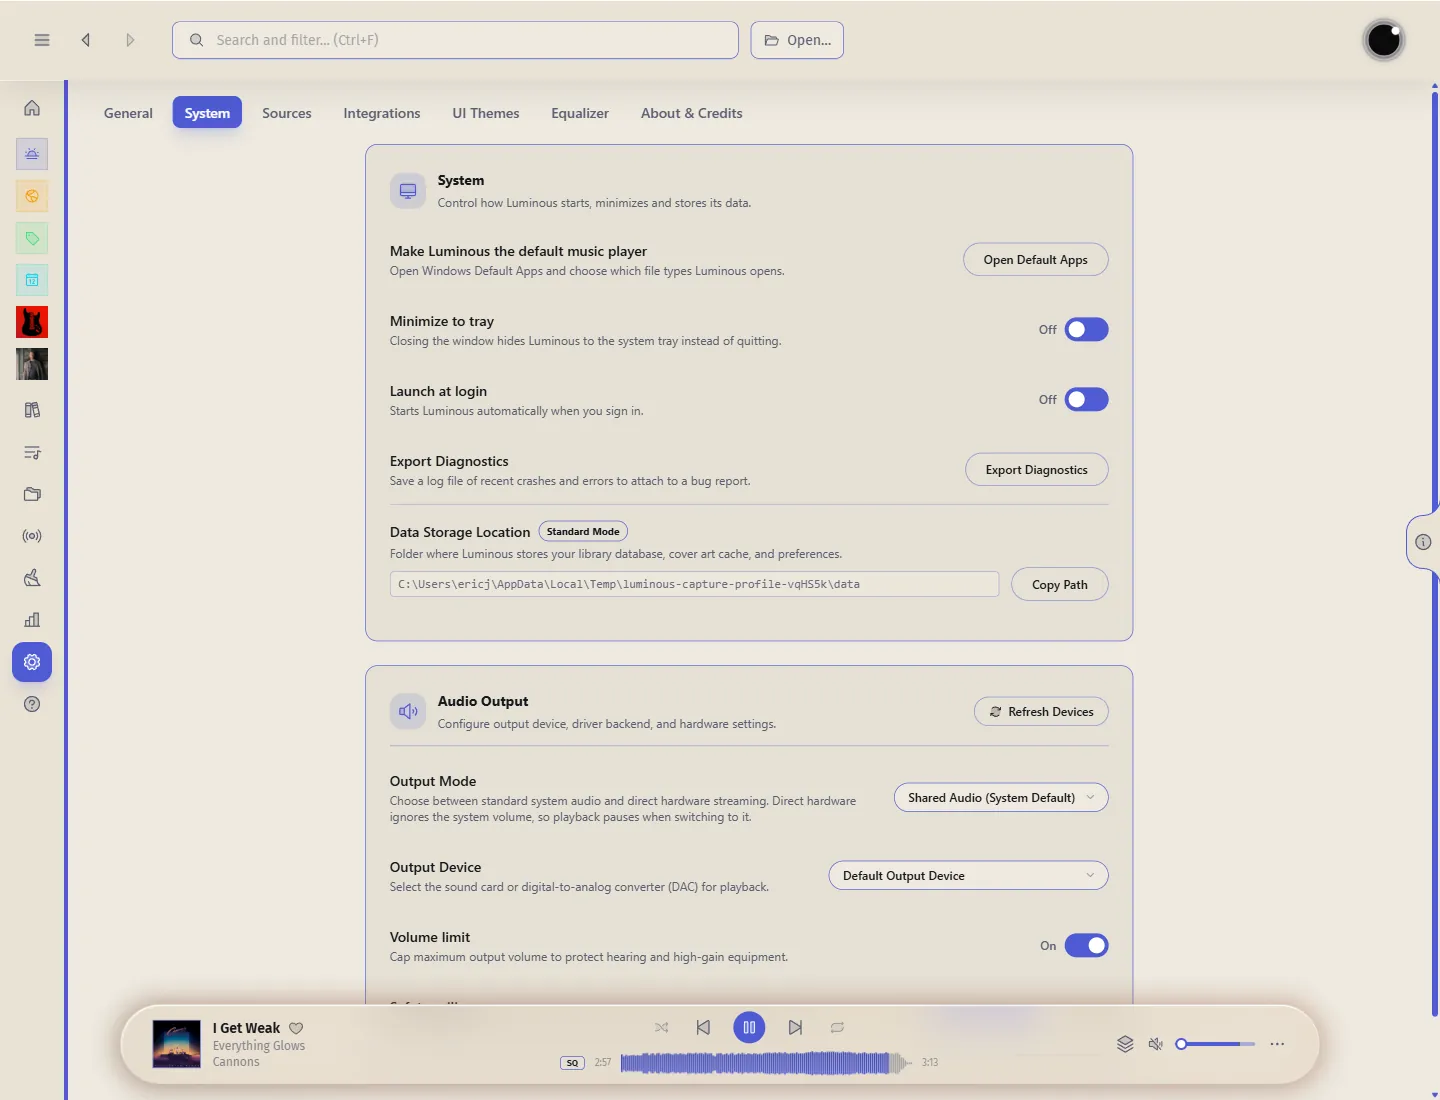 Search and filter... (Ctrl+F)
Open...
General
System
Sources
Integrations
UI Themes
Equalizer
About & Credits
System
Control how Luminous starts, minimizes and stores its data.
Make Luminous the default music player
Open Windows Default Apps and choose which file types Luminous opens.
Open Default Apps
Minimize to tray
Closing the window hides Luminous to the system tray instead of quitting.
Off
Launch at login
Starts Luminous automatically when you sign in.
Off
Export Diagnostics
Save a log file of recent crashes and errors to attach to a bug report.
Export Diagnostics
Data Storage Location
Standard Mode
Folder where Luminous stores your library database, cover art cache, and preferences.
C:\Users\ericj\AppData\Local\Temp\luminous-capture-profile-vqHS5k\data
Copy Path
Audio Output
Configure output device, driver backend, and hardware settings.
Refresh Devices
Output Mode
Choose between standard system audio and direct hardware streaming. Direct hardware
ignores the system volume, so playback pauses when switching to it.
Shared Audio (System Default)
Output Device
Select the sound card or digital-to-analog converter (DAC) for playback.
Default Output Device
Volume limit
Cap maximum output volume to protect hearing and high-gain equipment.
On
I Get Weak
Everything Glows
Cannons
SQ
2:57
3:13
12